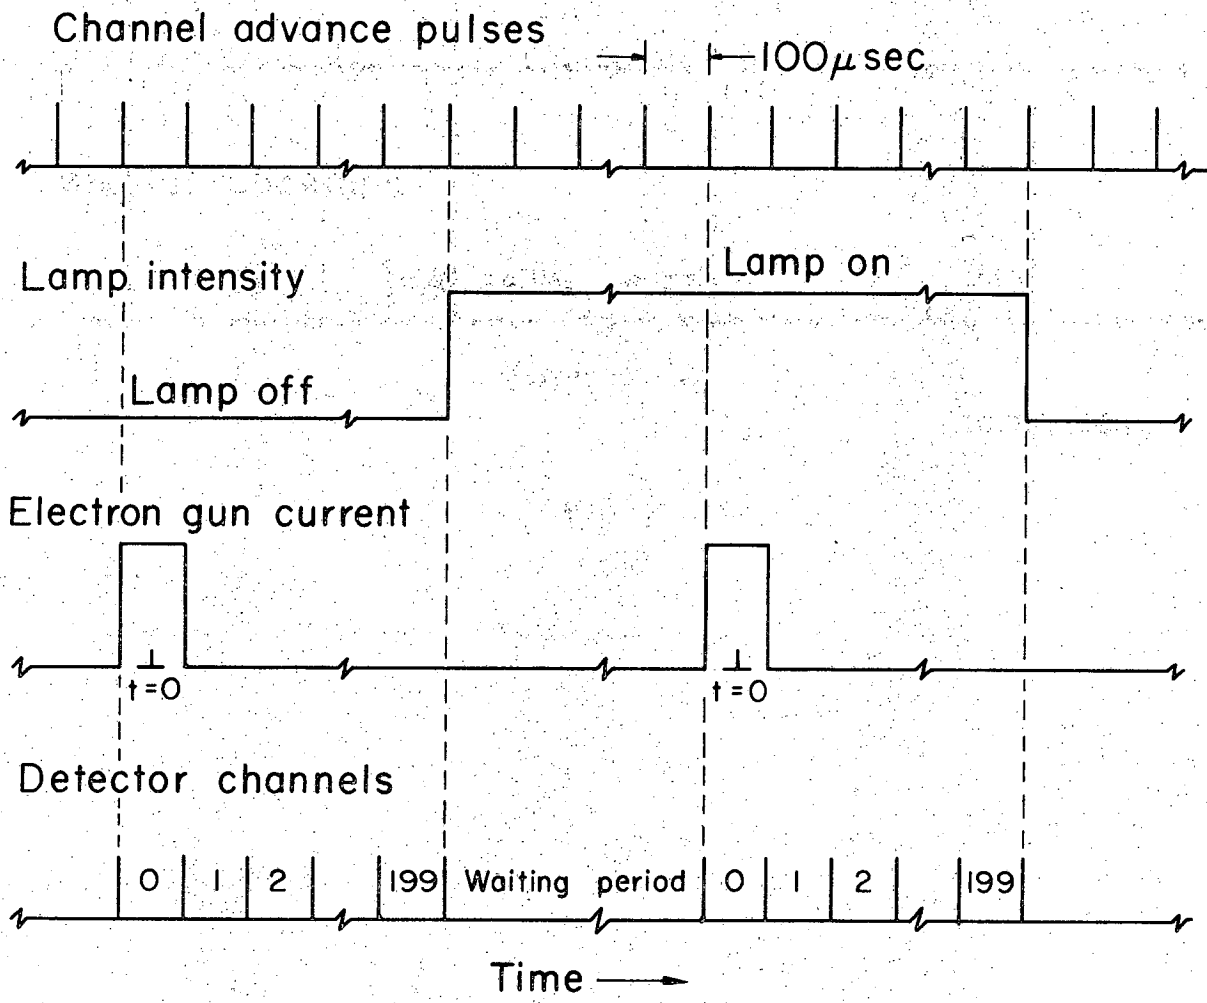 Channel advance pulses
100μsec
Lamp intensity
Lamp on
Lamp off
Electron gun current
t=0
t=0
Detector channels
0 1 2 199 Waiting period 0 1 2 199
Time